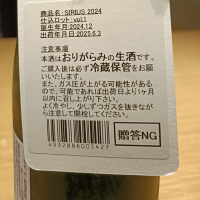 商品名：SIRIUS 2024
仕込ロット：vol.1
誕生年月：2024.12
出荷年月日：2025.6.3
注意事項
本酒はおりがらみの生酒です。
ご購入後は必ず冷蔵保管をお願
いいたします。
また、ガス圧が上がる可能性がある
ので、可能であれば出荷日より1ヶ月
以内に召し上がり下さい。
よく冷やし、少しずつガスを抜きなが
らご注意して開栓してください。
4932886005427
贈答NG